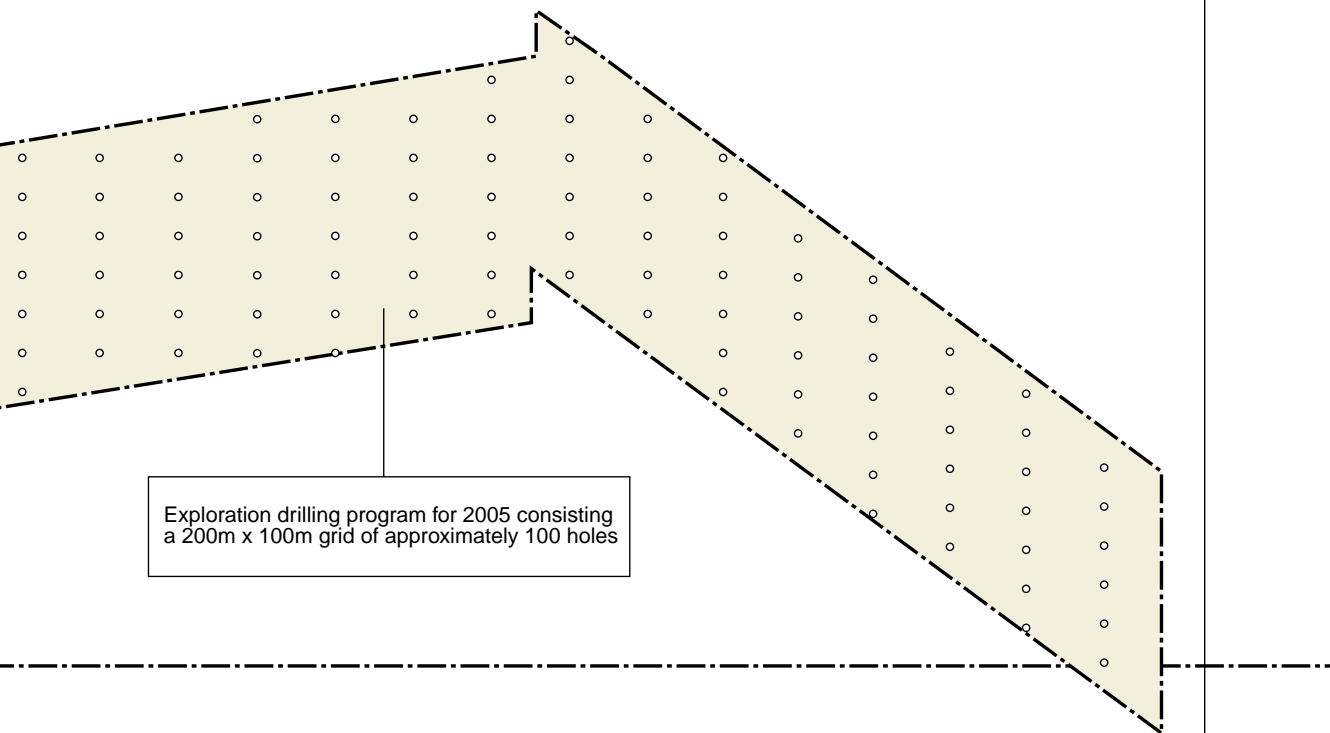 Exploration drilling program for 2005 consisting
a 200m x 100m grid of approximately 100 holes